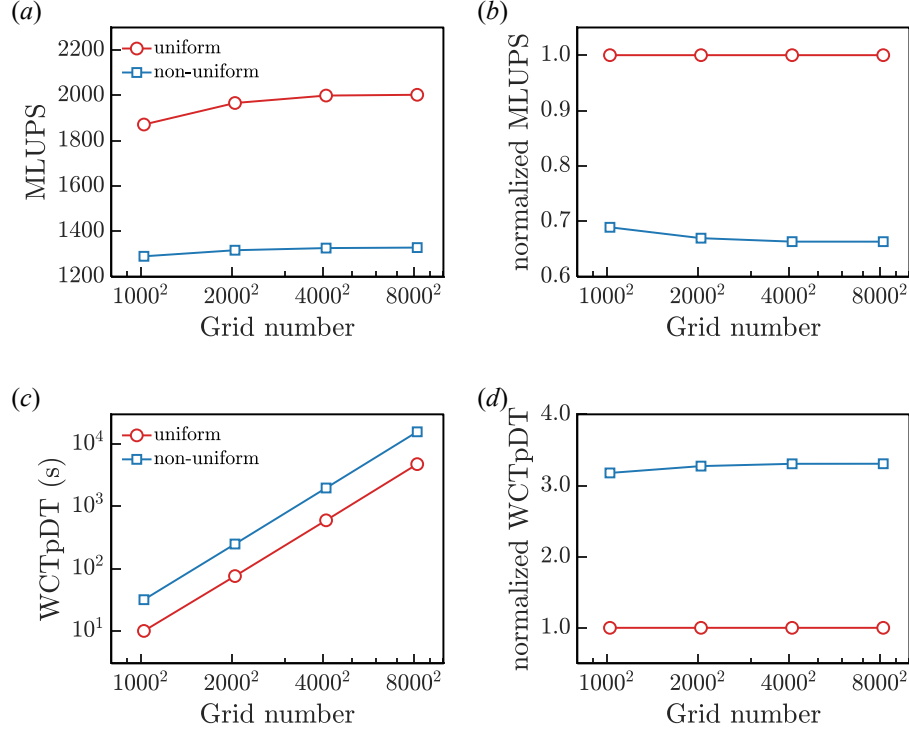 (a)
MLUPS
2200
2000
1800
1600
1400
1200
uniform
non-uniform
1000² 2000² 4000² 8000²
Grid number
(b)
normalized MLUPS
1.0
0.9
0.8
0.7
0.6
1000² 2000² 4000² 8000²
Grid number
(c)
WCTpDT (s)
10⁴
10³
10²
10¹
uniform
non-uniform
1000² 2000² 4000² 8000²
Grid number
(d)
normalized WCTpDT
4.0
3.0
2.0
1.0
1000² 2000² 4000² 8000²
Grid number